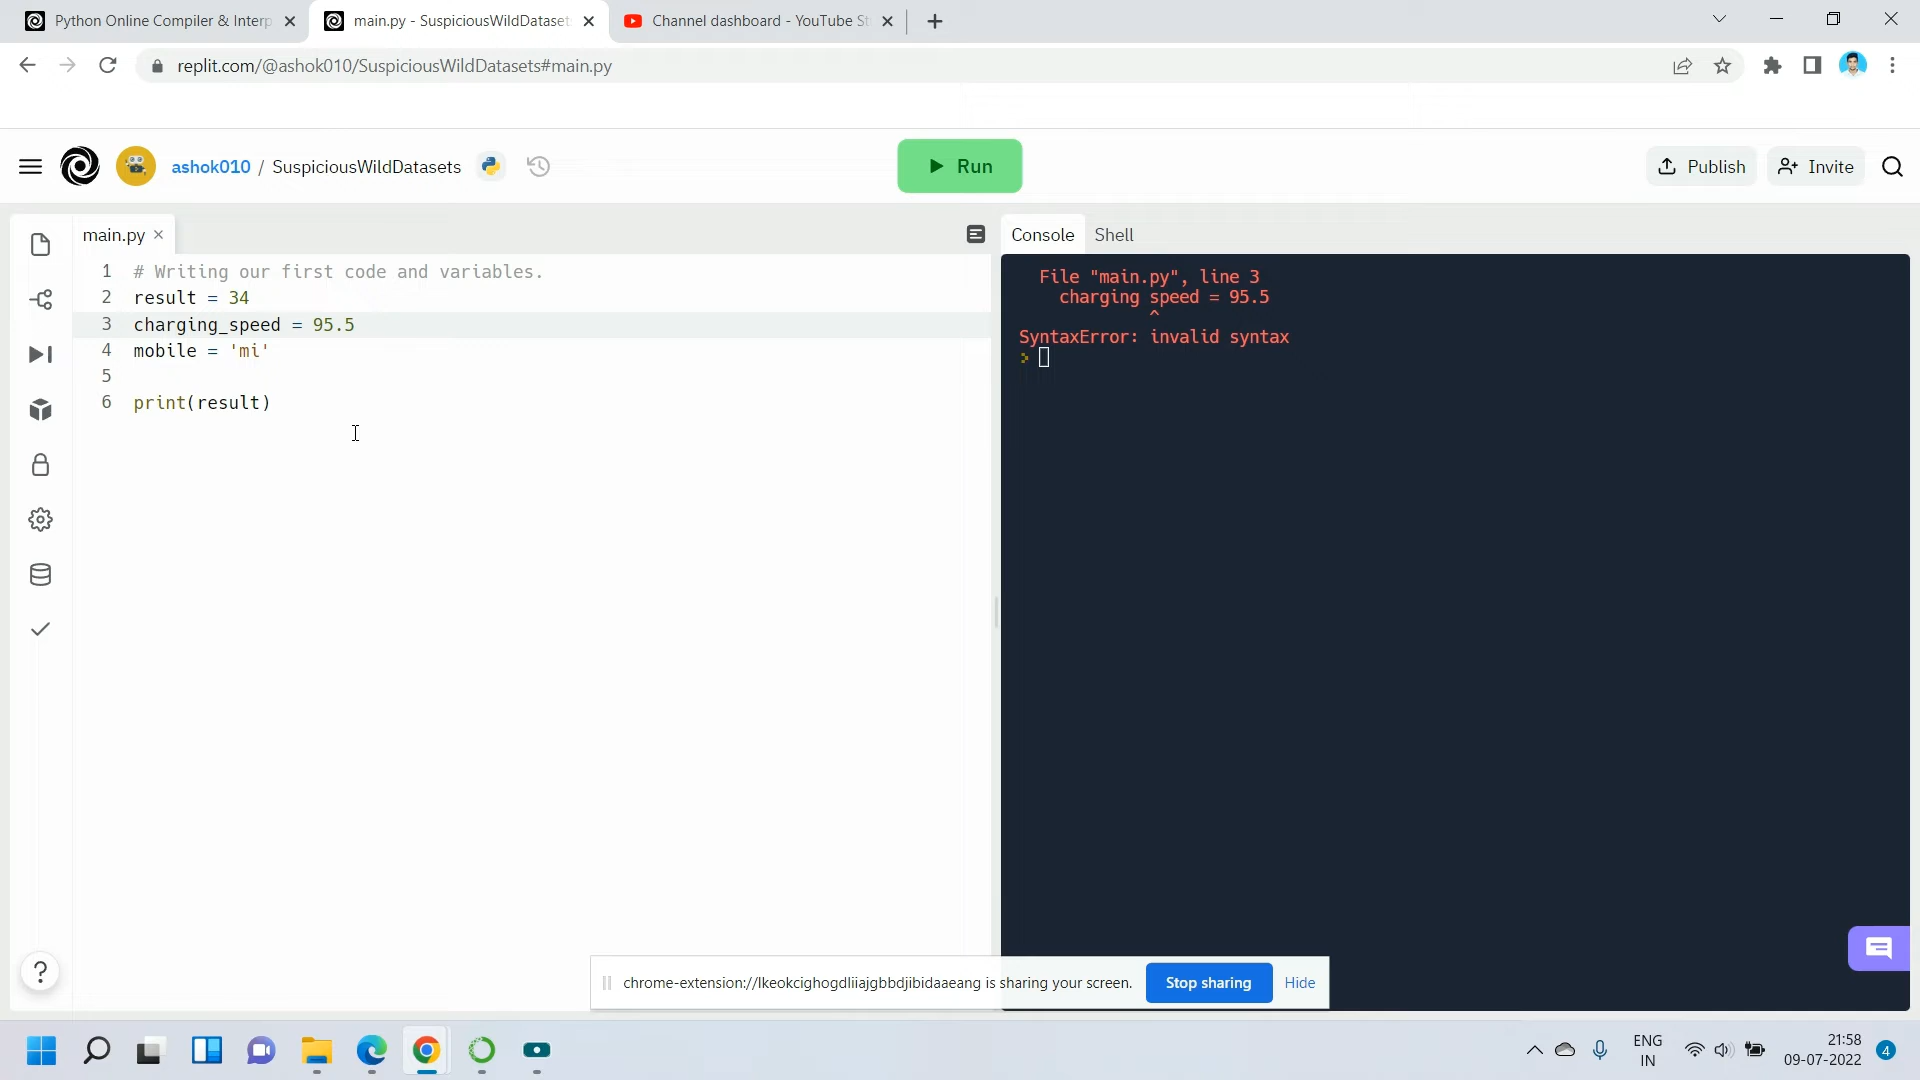 Python Online Compiler & Interp
main.py - SuspiciousWildDataset
Channel dashboard - YouTube St
replit.com/@ashok010/SuspiciousWildDatasets#main.py
ashok010 / SuspiciousWildDatasets
Run
Publish
Invite
main.py
Console
Shell
1 # Writing our first code and variables.
2 result = 34
3 charging_speed = 95.5
4 mobile = 'mi'
5
6 print(result)
File "main.py", line 3
charging speed = 95.5
^
SyntaxError: invalid syntax
>
?
chrome-extension://lkeokcighogdliiajgbbdjibidaaeang is sharing your screen.
Stop sharing
Hide
ENG
IN
21:58
09-07-2022
4